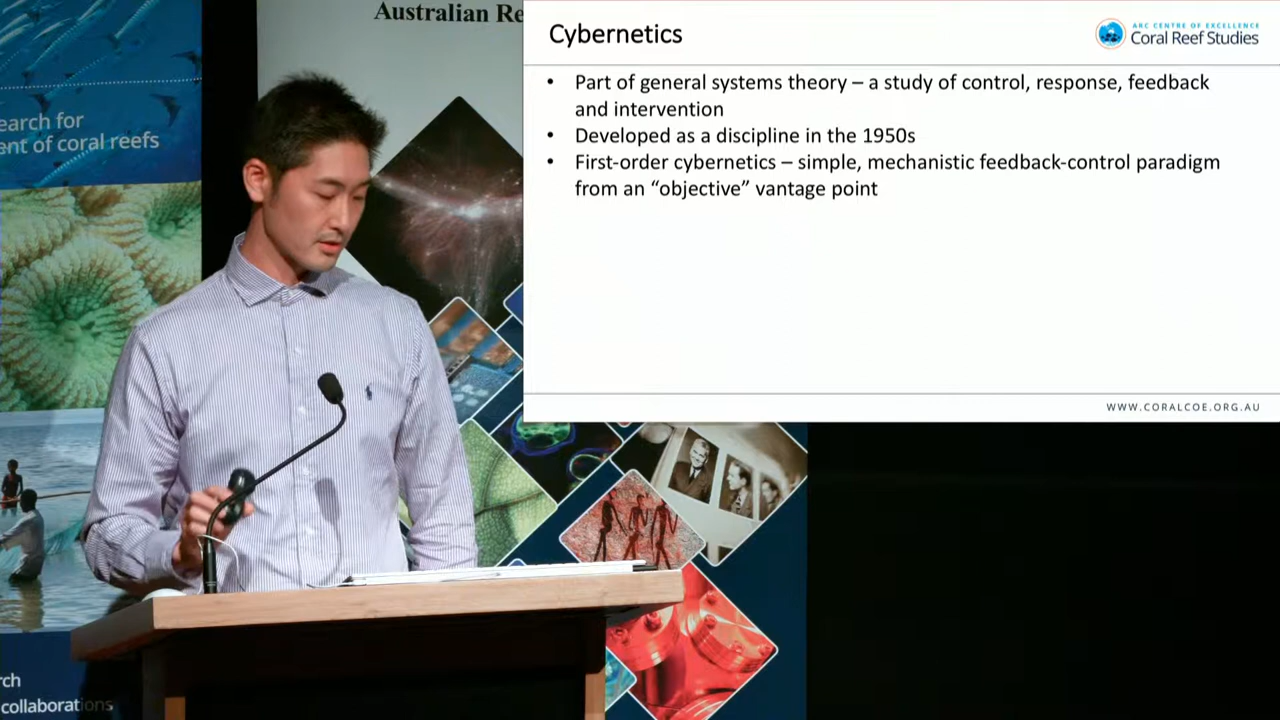 Australian Re
earch for
ent of coral reefs
rch
collaborations
Cybernetics
ARC CENTRE OF EXCELLENCE
Coral Reef Studies
• Part of general systems theory – a study of control, response, feedback
and intervention
• Developed as a discipline in the 1950s
• First-order cybernetics – simple, mechanistic feedback-control paradigm
from an “objective” vantage point
WWW.CORALCOE.ORG.AU